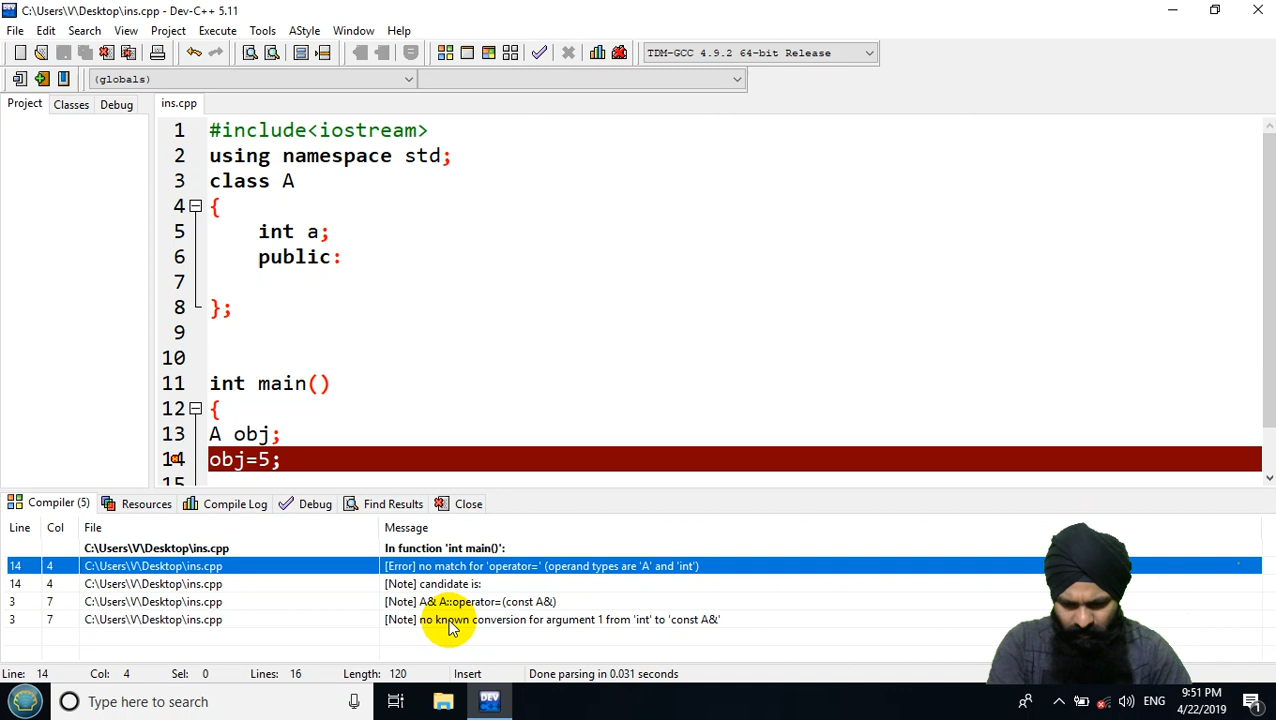 C:\Users\V\Desktop\ins.cpp - Dev-C++ 5.11
File Edit Search View Project Execute Tools AStyle Window Help
TDM-GCC 4.9.2 64-bit Release
(globals)
Project Classes Debug ins.cpp
1 #include<iostream>
2 using namespace std;
3 class A
4 {
5 int a;
6 public:
7
8 };
9
10
11 int main()
12 {
13 A obj;
14 obj=5;
15
Compiler (5) Resources Compile Log Debug Find Results Close
Line Col File Message
C:\Users\V\Desktop\ins.cpp In function 'int main()':
14 4 C:\Users\V\Desktop\ins.cpp [Error] no match for 'operator=' (operand types are 'A' and 'int')
14 4 C:\Users\V\Desktop\ins.cpp [Note] candidate is:
3 7 C:\Users\V\Desktop\ins.cpp [Note] A& A::operator=(const A&)
3 7 C:\Users\V\Desktop\ins.cpp [Note] no known conversion for argument 1 from 'int' to 'const A&'
Line: 14 Col: 4 Sel: 0 Lines: 16 Length: 120 Insert Done parsing in 0.031 seconds
Type here to search
DEV
ENG
9:51 PM
4/22/2019
1